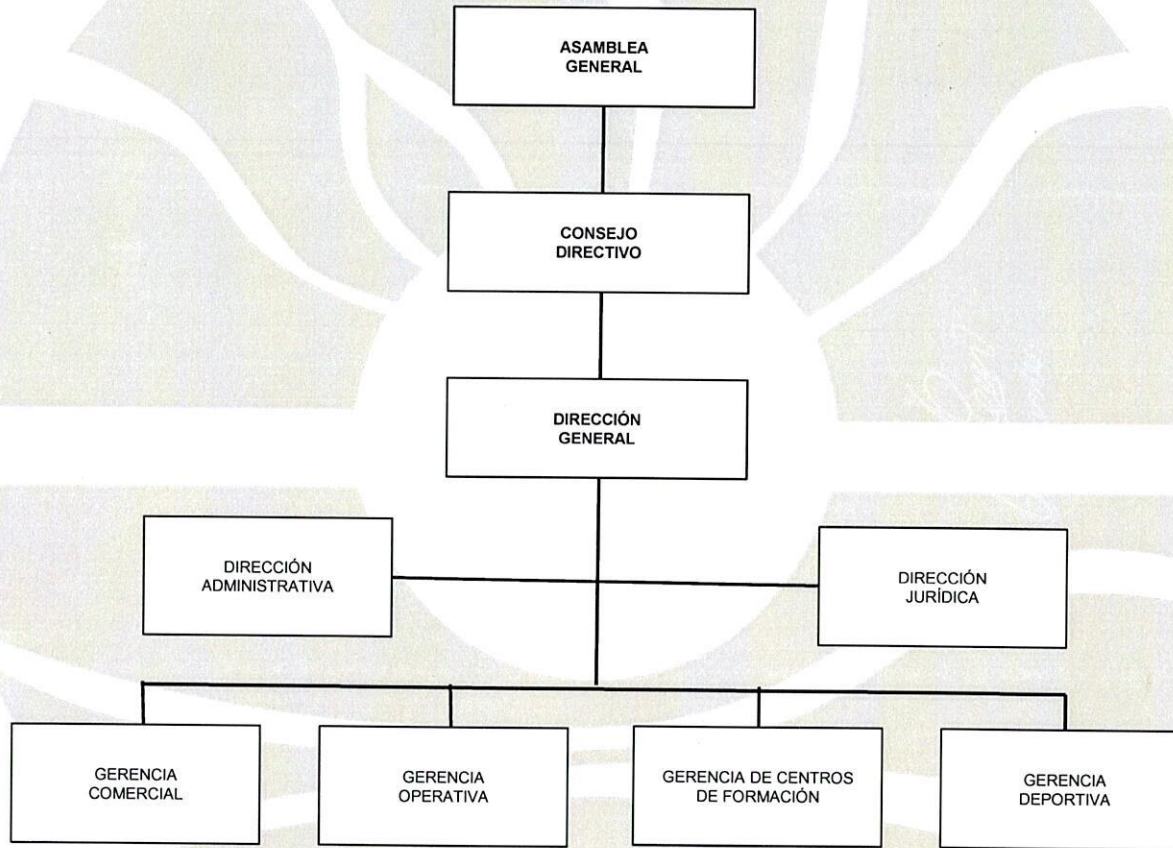 ASAMBLEA
GENERAL
CONSEJO
DIRECTIVO
DIRECCIÓN
GENERAL
DIRECCIÓN
ADMINISTRATIVA
DIRECCIÓN
JURÍDICA
GERENCIA
COMERCIAL
GERENCIA
OPERATIVA
GERENCIA DE CENTROS
DE FORMACIÓN
GERENCIA
DEPORTIVA